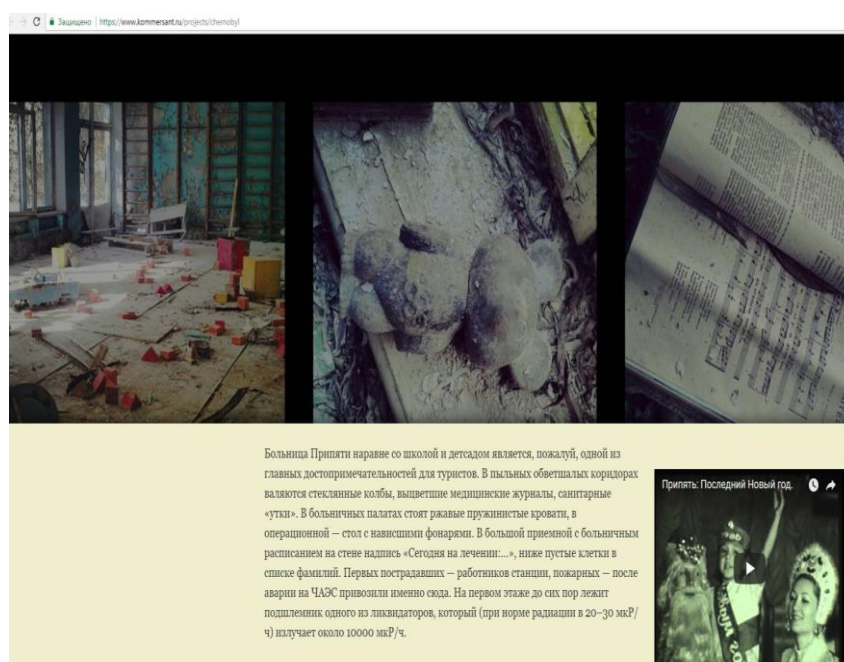 Защищено | https://www.kommersant.ru/projects/chernobyl
Больница Припяти наравне со школой и детсадом является, пожалуй, одной из
главных достопримечательностей для туристов. В пыльных обветшалых коридорах
валяются стеклянные колбы, выцветшие медицинские журналы, санитарные
«утки». В больничных палатах стоят ржавые пружинистые кровати, в
операционной — стол с нависшими фонарями. В большой приемной с больничным
расписанием на стене надпись «Сегодня на лечении:...», ниже пустые клетки в
списке фамилий. Первых пострадавших — работников станции, пожарных — после
аварии на ЧАЭС привозили именно сюда. На первом этаже до сих пор лежит
подшлемник одного из ликвидаторов, который (при норме радиации в 20–30 мкР/
ч) излучает около 10000 мкР/ч.
Припять: Последний Новый год.